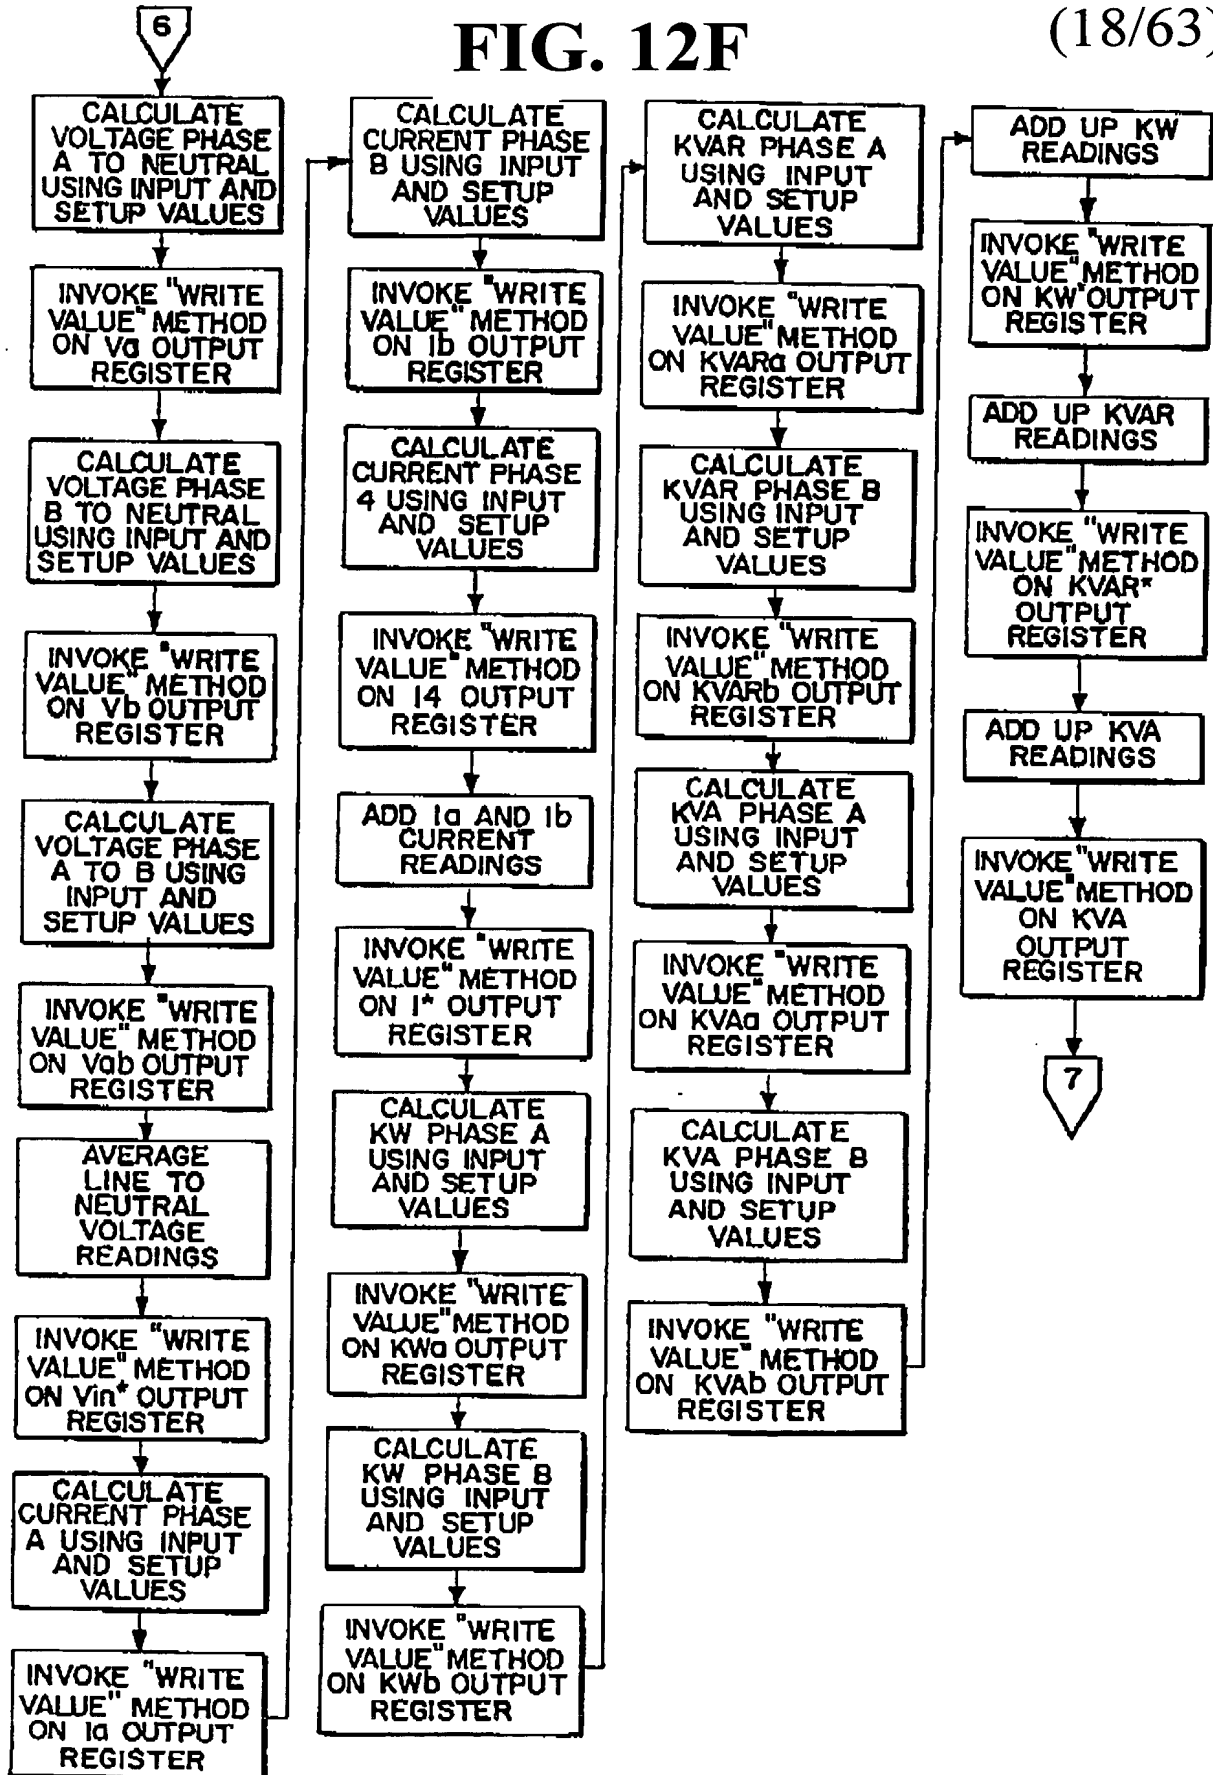 FIG. 12F
(18/63)
6
CALCULATE
VOLTAGE PHASE
A TO NEUTRAL
USING INPUT AND
SETUP VALUES
INVOKE "WRITE
VALUE" METHOD
ON Va OUTPUT
REGISTER
CALCULATE
VOLTAGE PHASE
B TO NEUTRAL
USING INPUT AND
SETUP VALUES
INVOKE "WRITE
VALUE" METHOD
ON Vb OUTPUT
REGISTER
CALCULATE
VOLTAGE PHASE
A TO B USING
INPUT AND
SETUP VALUES
INVOKE "WRITE
VALUE" METHOD
ON Vab OUTPUT
REGISTER
AVERAGE
LINE TO
NEUTRAL
VOLTAGE
READINGS
INVOKE "WRITE
VALUE" METHOD
ON Vin* OUTPUT
REGISTER
CALCULATE
CURRENT PHASE
A USING INPUT
AND SETUP
VALUES
INVOKE "WRITE
VALUE" METHOD
ON Ia OUTPUT
REGISTER
CALCULATE
CURRENT PHASE
B USING INPUT
AND SETUP
VALUES
INVOKE "WRITE
VALUE" METHOD
ON Ib OUTPUT
REGISTER
CALCULATE
CURRENT PHASE
4 USING INPUT
AND SETUP
VALUES
INVOKE "WRITE
VALUE" METHOD
ON I4 OUTPUT
REGISTER
ADD Ia AND Ib
CURRENT
READINGS
INVOKE "WRITE
VALUE" METHOD
ON I* OUTPUT
REGISTER
CALCULATE
KW PHASE A
USING INPUT
AND SETUP
VALUES
INVOKE "WRITE
VALUE" METHOD
ON KWa OUTPUT
REGISTER
CALCULATE
KW PHASE B
USING INPUT
AND SETUP
VALUES
INVOKE "WRITE
VALUE" METHOD
ON KWb OUTPUT
REGISTER
CALCULATE
KVAR PHASE A
USING INPUT
AND SETUP
VALUES
INVOKE "WRITE
VALUE" METHOD
ON KVARa OUTPUT
REGISTER
CALCULATE
KVAR PHASE B
USING INPUT
AND SETUP
VALUES
INVOKE "WRITE
VALUE" METHOD
ON KVARb OUTPUT
REGISTER
CALCULATE
KVA PHASE A
USING INPUT
AND SETUP
VALUES
INVOKE "WRITE
VALUE" METHOD
ON KVAa OUTPUT
REGISTER
CALCULATE
KVA PHASE B
USING INPUT
AND SETUP
VALUES
INVOKE "WRITE
VALUE" METHOD
ON KVAb OUTPUT
REGISTER
ADD UP KW
READINGS
INVOKE "WRITE
VALUE" METHOD
ON KW* OUTPUT
REGISTER
ADD UP KVAR
READINGS
INVOKE "WRITE
VALUE" METHOD
ON KVAR*
OUTPUT
REGISTER
ADD UP KVA
READINGS
INVOKE "WRITE
VALUE" METHOD
ON KVA
OUTPUT
REGISTER
7